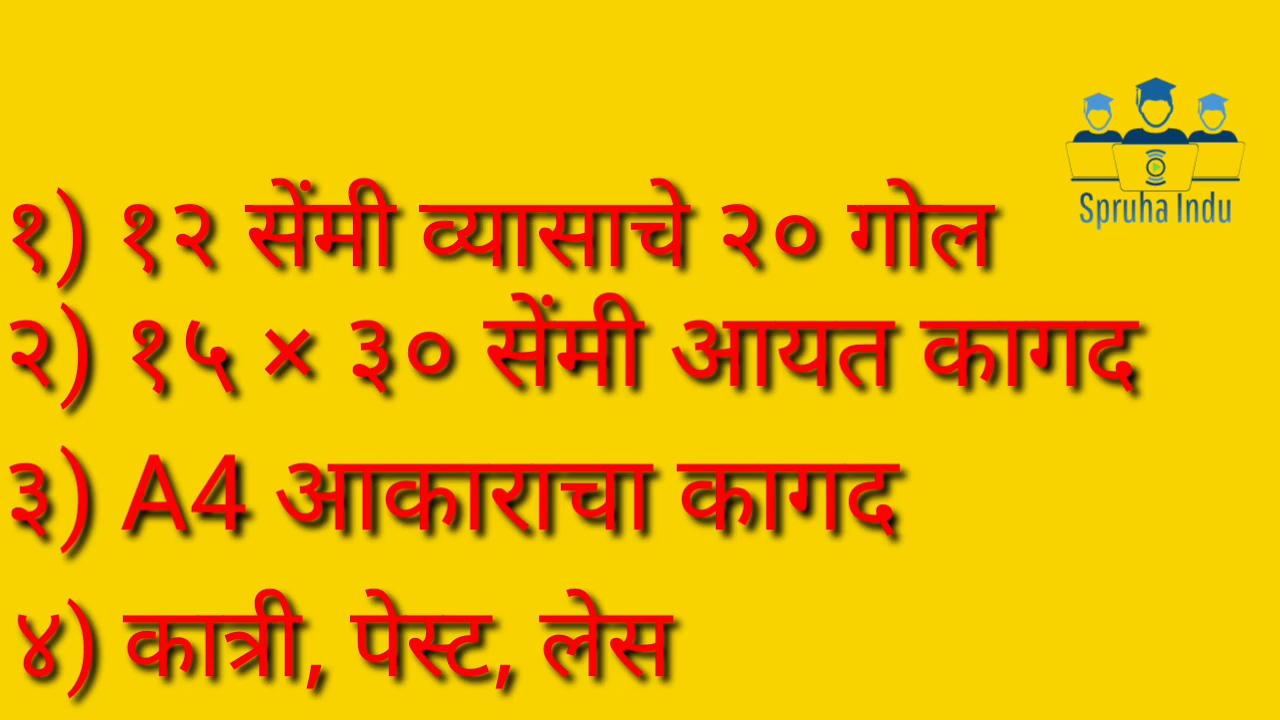 Spruha Indu
१) १२ सेंमी व्यासाचे २० गोल
२) १५ × ३० सेंमी आयत कागद
३) A4 आकाराचा कागद
४) कात्री, पेस्ट, लेस